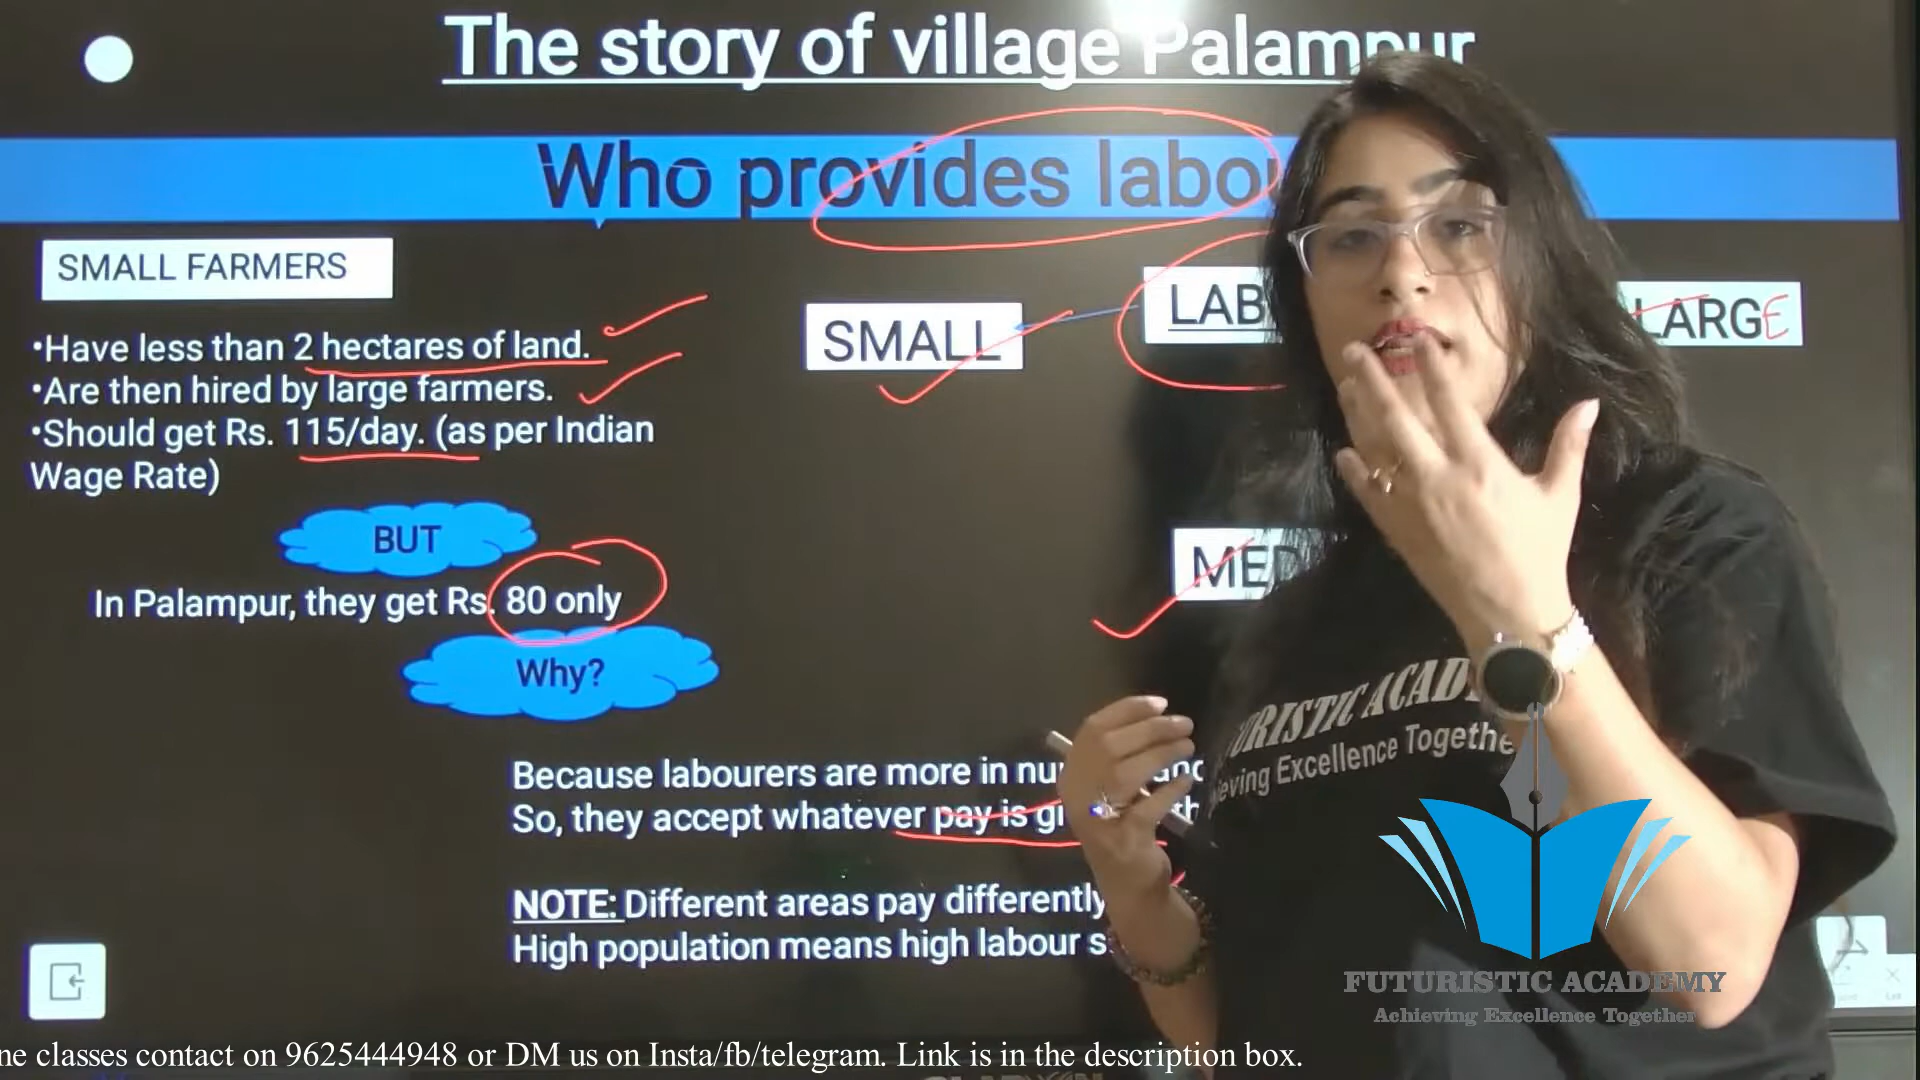 The story of village Palampur
Who provides
SMALL FARMERS
•Have less than 2 hectares of land.
•Are then hired by large farmers.
•Should get Rs. 115/day. (as per Indian
Wage Rate)
BUT
In Palampur, they get Rs. 80 only
Why?
SMALL
LARGE
Because labourers are more in
So, they accept whatever pay is
NOTE: Different areas pay differently
High population means high labour
FUTURISTIC ACADEMY
Achieving Excellence Together
classes contact on 9625444948 or DM us on Insta/fb/telegram. Link is in the description box.